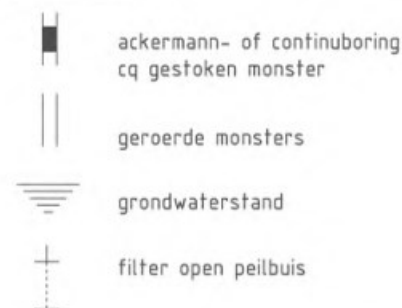 ackermann- of continuboring
cq gestoken monster
geroerde monsters
grondwaterstand
filter open peilbuis